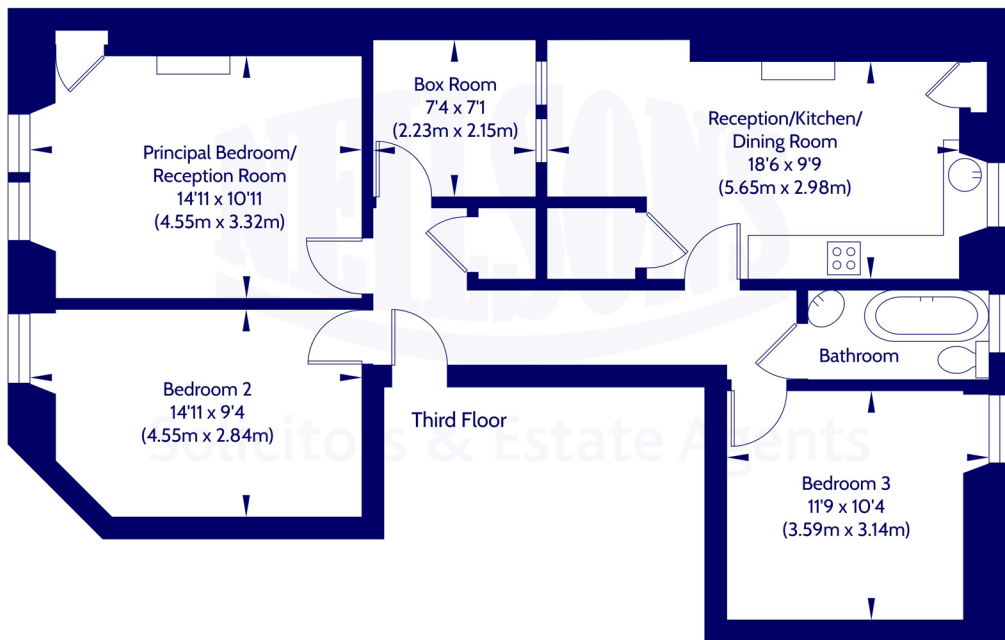 Principal Bedroom/
Reception Room
14'11 x 10'11
(4.55m x 3.32m)
Box Room
7'4 x 7'1
(2.23m x 2.15m)
Reception/Kitchen/
Dining Room
18'6 x 9'9
(5.65m x 2.98m)
NEILSONS
Bathroom
Bedroom 2
14'11 x 9'4
(4.55m x 2.84m)
Third Floor
Solicitors & Estate Agents
Bedroom 3
11'9 x 10'4
(3.59m x 3.14m)